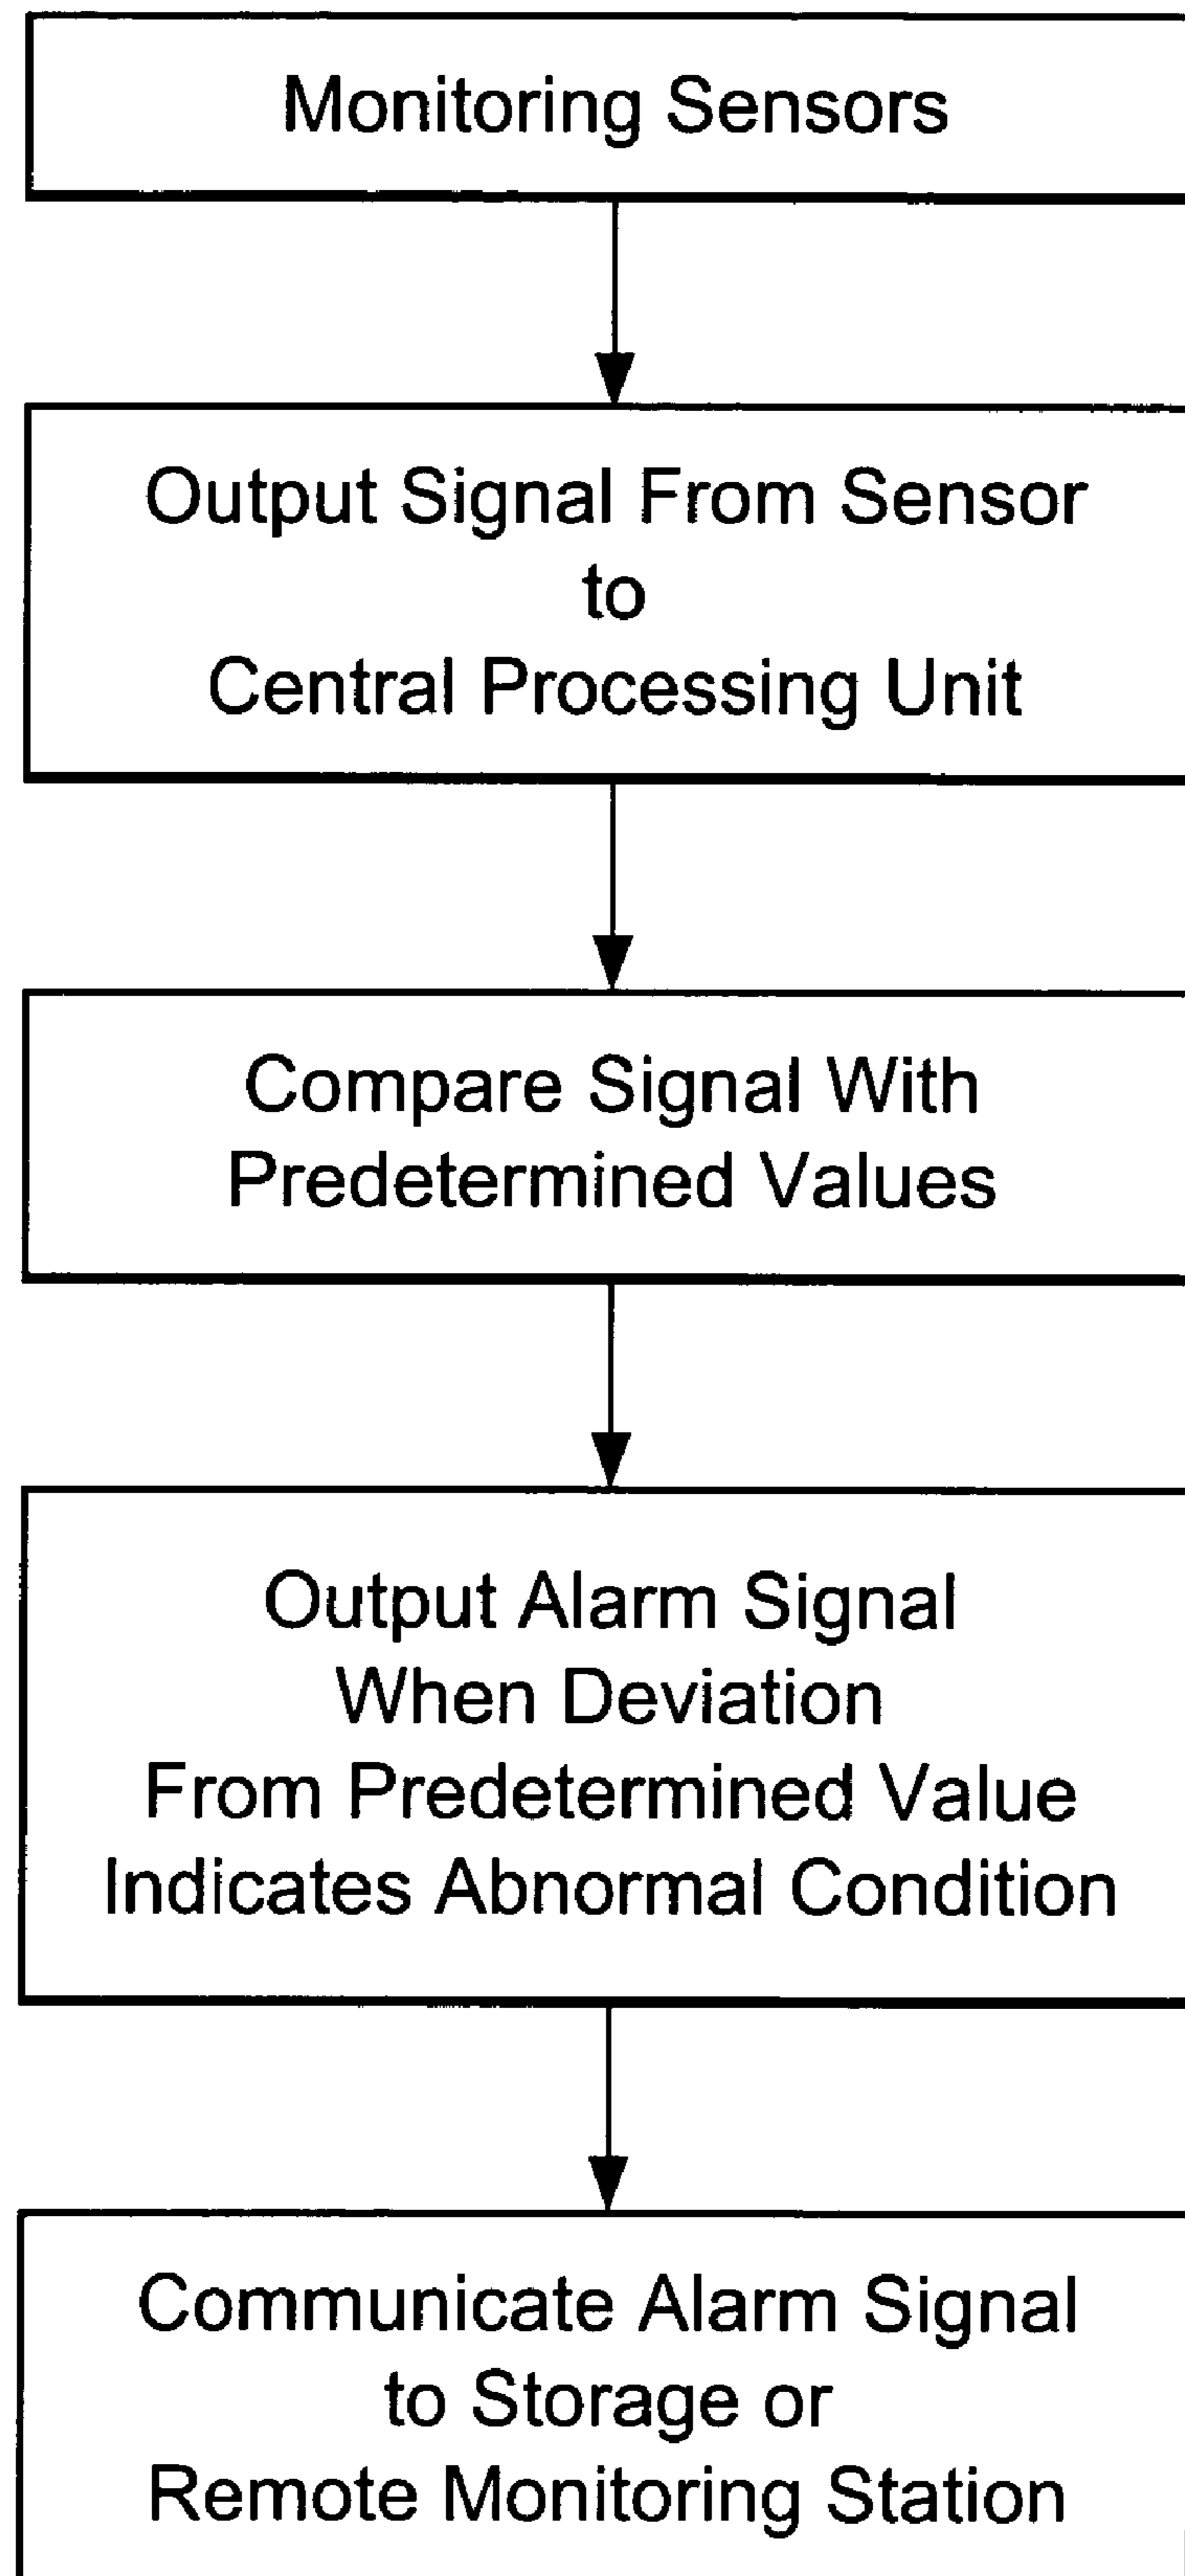 Monitoring Sensors
Output Signal From Sensor
to
Central Processing Unit
Compare Signal With
Predetermined Values
Output Alarm Signal
When Deviation
From Predetermined Value
Indicates Abnormal Condition
Communicate Alarm Signal
to Storage or
Remote Monitoring Station